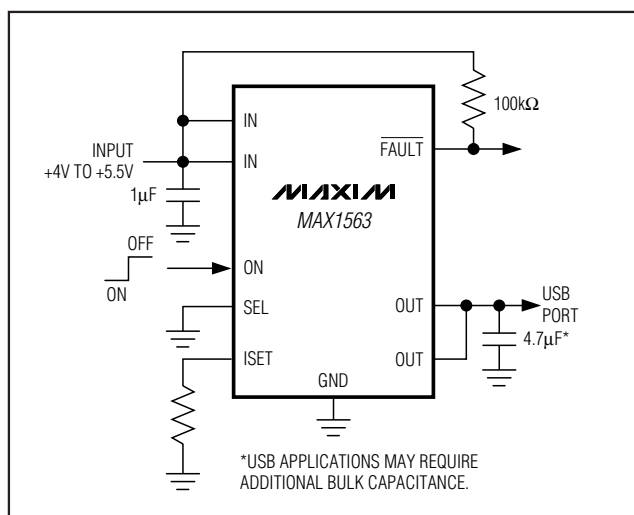 100kΩ
IN
FAULT
INPUT
+4V TO +5.5V
IN
1µF
MAXIM
MAX1563
OFF
ON
ON
SEL
OUT
USB
PORT
4.7µF*
ISET
OUT
GND
*USB APPLICATIONS MAY REQUIRE
ADDITIONAL BULK CAPACITANCE.